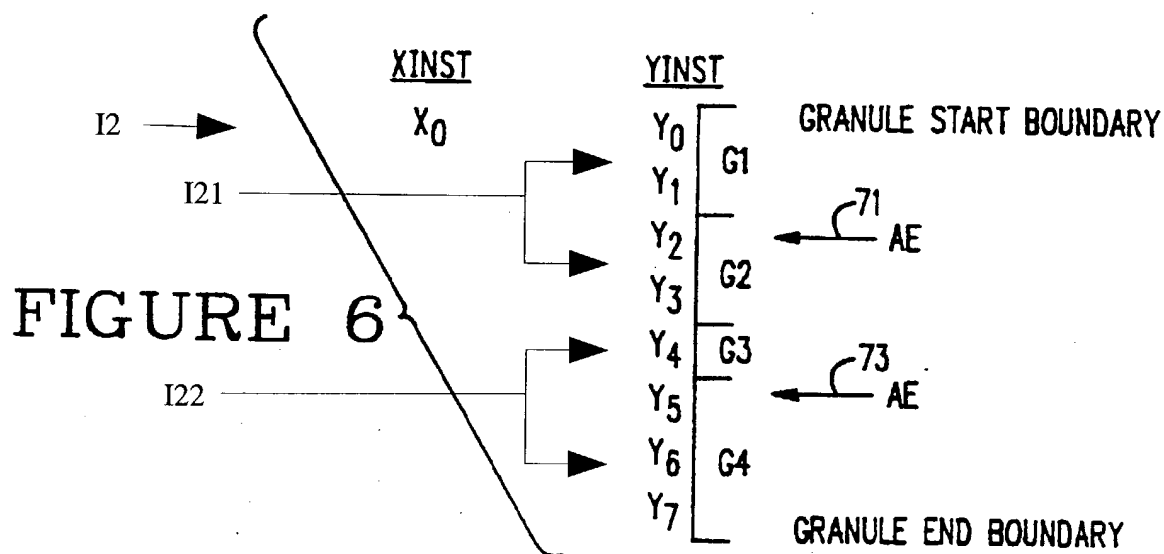 XINST YINST
I2 X₀ Y₀ GRANULE START BOUNDARY
G1
I21 Y₁
Y₂ 71 AE
G2
Y₃
FIGURE 6
Y₄ G3
I22 Y₅ 73 AE
Y₆ G4
Y₇
GRANULE END BOUNDARY